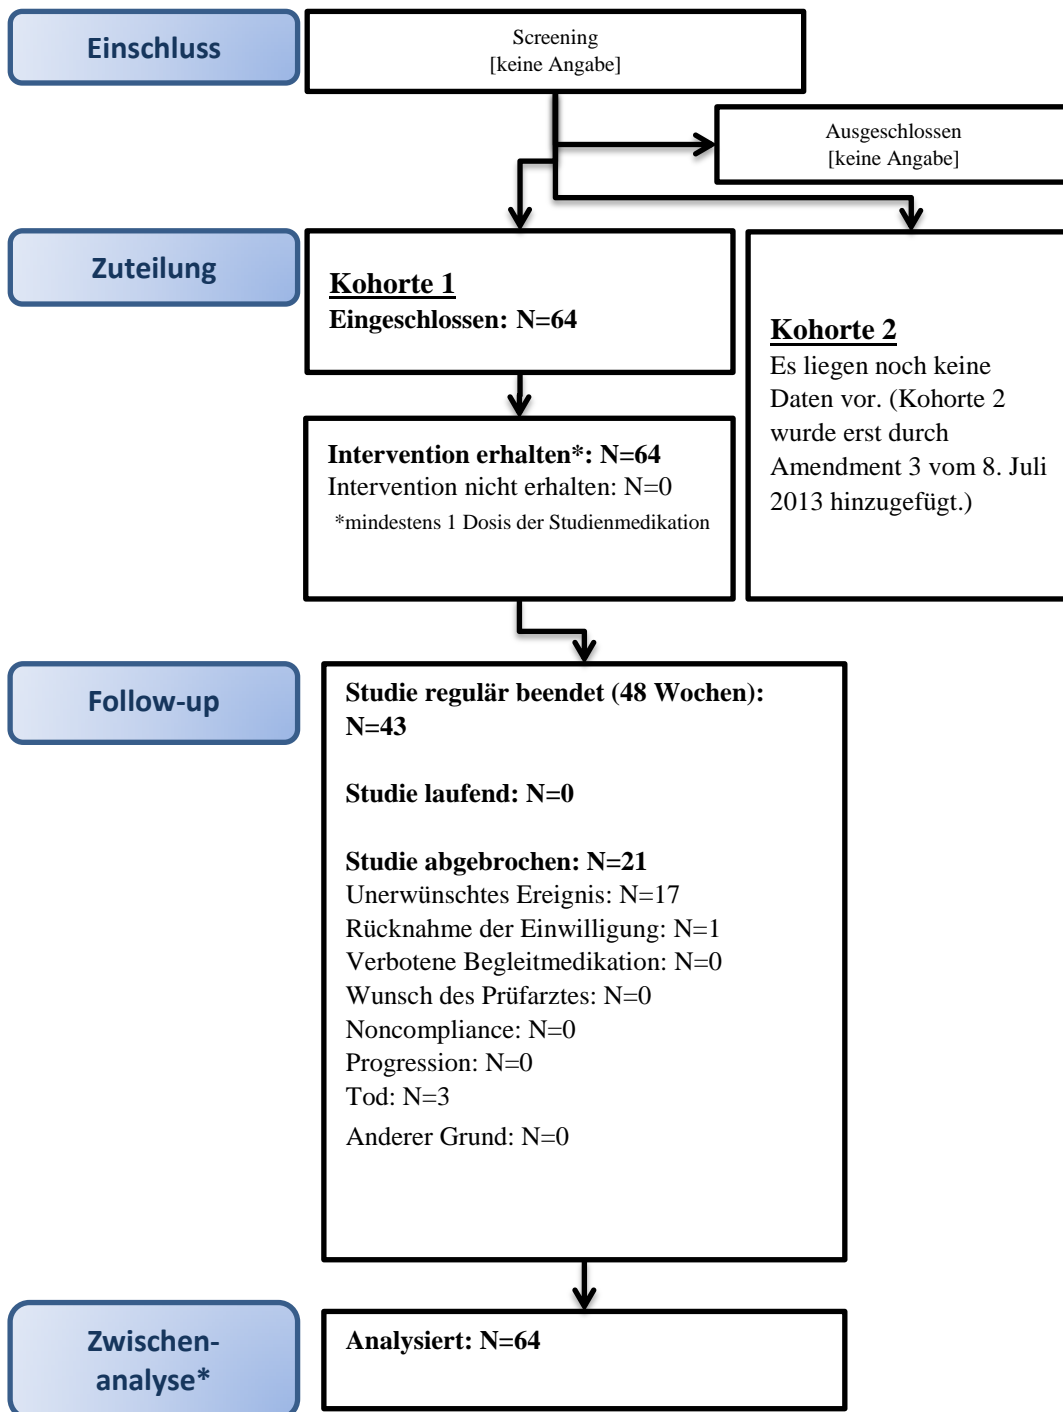 Einschluss
Screening
[keine Angabe]
Ausgeschlossen
[keine Angabe]
Zuteilung
Kohorte 1
Eingeschlossen: N=64
Kohorte 2
Es liegen noch keine
Daten vor. (Kohorte 2
wurde erst durch
Amendment 3 vom 8. Juli
2013 hinzugefügt.)
Intervention erhalten*: N=64
Intervention nicht erhalten: N=0
*mindestens 1 Dosis der Studienmedikation
Follow-up
Studie regulär beendet (48 Wochen):
N=43
Studie laufend: N=0
Studie abgebrochen: N=21
Unerwünschtes Ereignis: N=17
Rücknahme der Einwilligung: N=1
Verbotene Begleitmedikation: N=0
Wunsch des Prüfarztes: N=0
Noncompliance: N=0
Progression: N=0
Tod: N=3
Anderer Grund: N=0
Zwischen-
analyse*
Analysiert: N=64